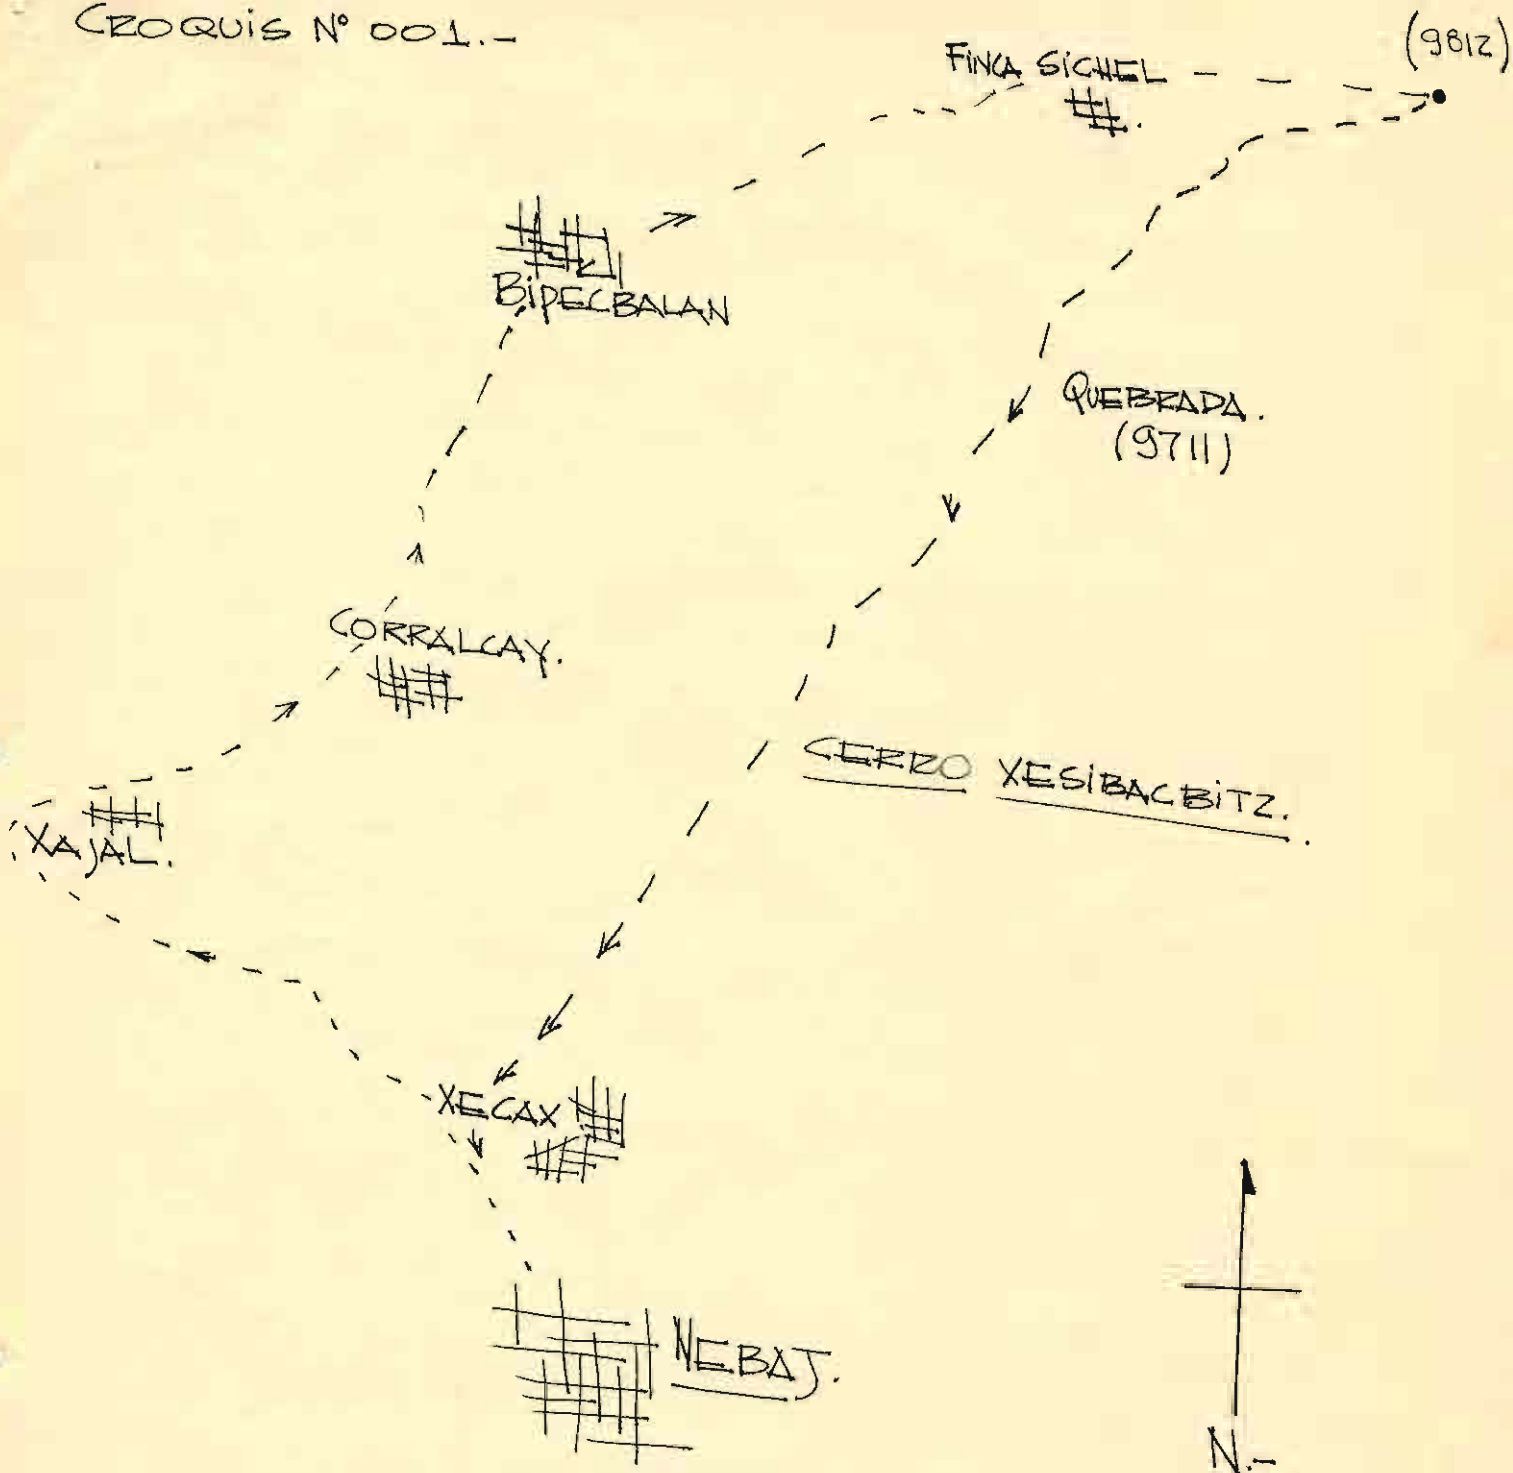 CROQUIS Nº 001.-
(9812)
FINCA SICHEL
BIPECBALAN
QUEBRADA.
(9711)
CORRALCAY.
CERRO XESIBACBITZ.
XAJAL.
XECAX
NEBAJ.
N.-